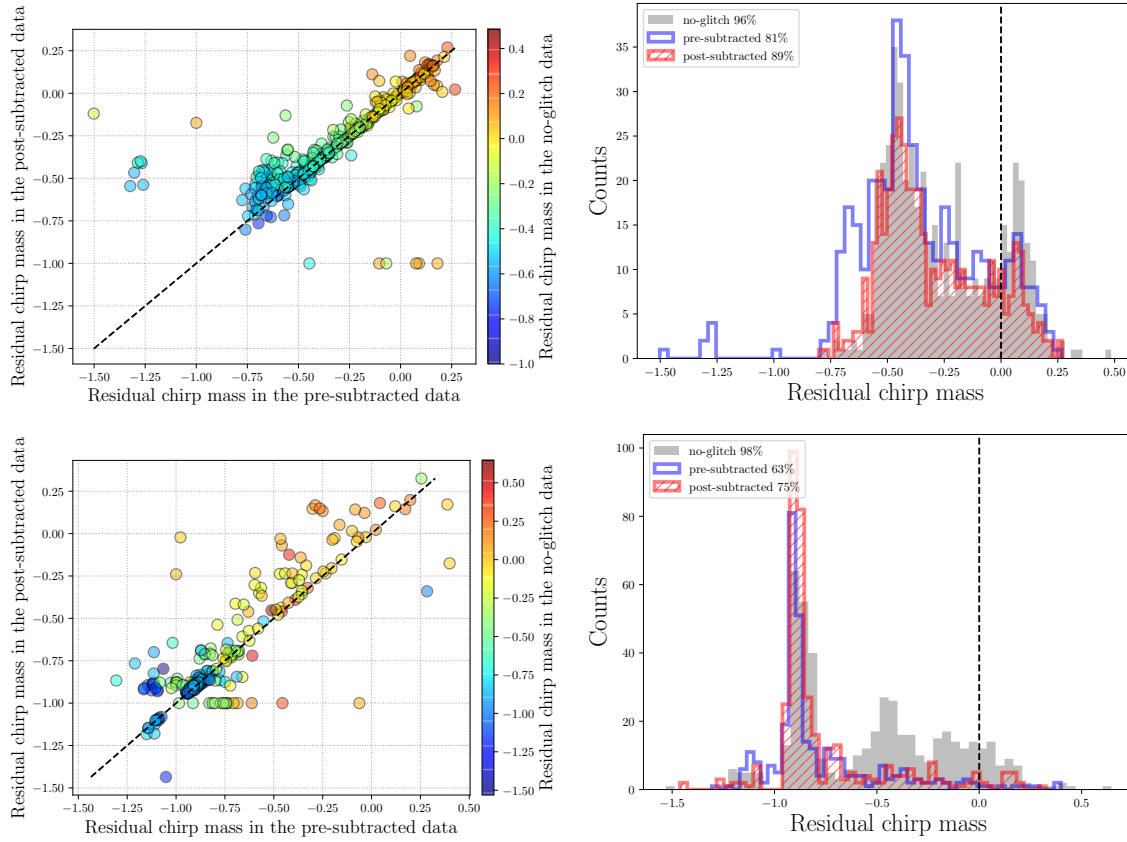 Residual chirp mass in the post-subtracted data
0.25
0.00
−0.25
−0.50
−0.75
−1.00
−1.25
−1.50
−1.50 −1.25 −1.00 −0.75 −0.50 −0.25 0.00 0.25
Residual chirp mass in the pre-subtracted data
0.4
0.2
0.0
−0.2
−0.4
−0.6
−0.8
−1.0
Residual chirp mass in the no-glitch data
no-glitch 96%
pre-subtracted 81%
post-subtracted 89%
Counts
35
30
25
20
15
10
5
0
−1.50 −1.25 −1.00 −0.75 −0.50 −0.25 0.00 0.25 0.50
Residual chirp mass
Residual chirp mass in the post-subtracted data
0.25
0.00
−0.25
−0.50
−0.75
−1.00
−1.25
−1.50
−1.50 −1.25 −1.00 −0.75 −0.50 −0.25 0.00 0.25 0.50
Residual chirp mass in the pre-subtracted data
0.50
0.25
0.00
−0.25
−0.50
−0.75
−1.00
−1.25
−1.50
Residual chirp mass in the no-glitch data
no-glitch 98%
pre-subtracted 63%
post-subtracted 75%
Counts
100
80
60
40
20
0
−1.5 −1.0 −0.5 0.0 0.5
Residual chirp mass